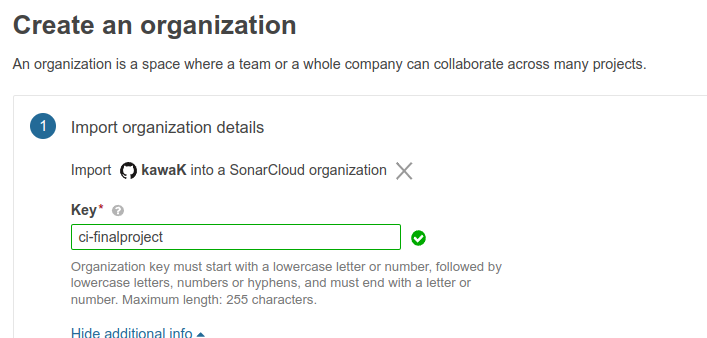 Create an organization
An organization is a space where a team or a whole company can collaborate across many projects.
1 Import organization details
Import kawaK into a SonarCloud organization
Key* ?
ci-finalproject
Organization key must start with a lowercase letter or number, followed by
lowercase letters, numbers or hyphens, and must end with a letter or
number. Maximum length: 255 characters.
Hide additional info